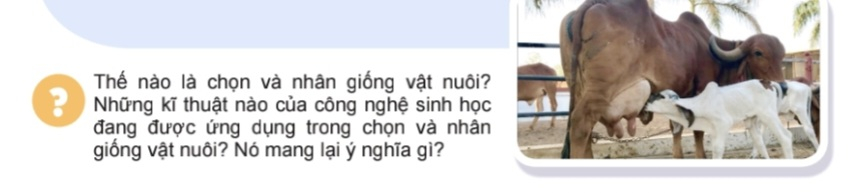 Thế nào là chọn và nhân giống vật nuôi?
Những kĩ thuật nào của công nghệ sinh học
đang được ứng dụng trong chọn và nhân
giống vật nuôi? Nó mang lại ý nghĩa gì?